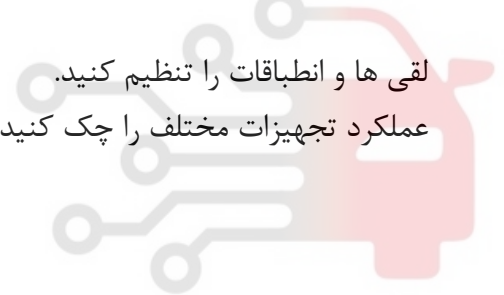 لقی ها و انطباقات را تنظیم کنید.
عملکرد تجهیزات مختلف را چک کنید